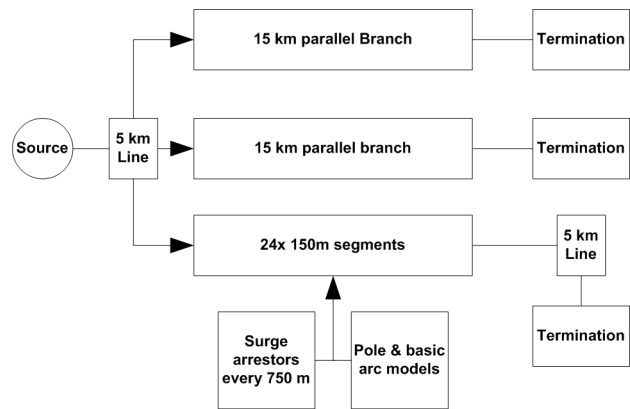 15 km parallel Branch
Termination
Source
5 km
Line
15 km parallel branch
Termination
24x 150m segments
5 km
Line
Surge
arrestors
every 750 m
Pole & basic
arc models
Termination